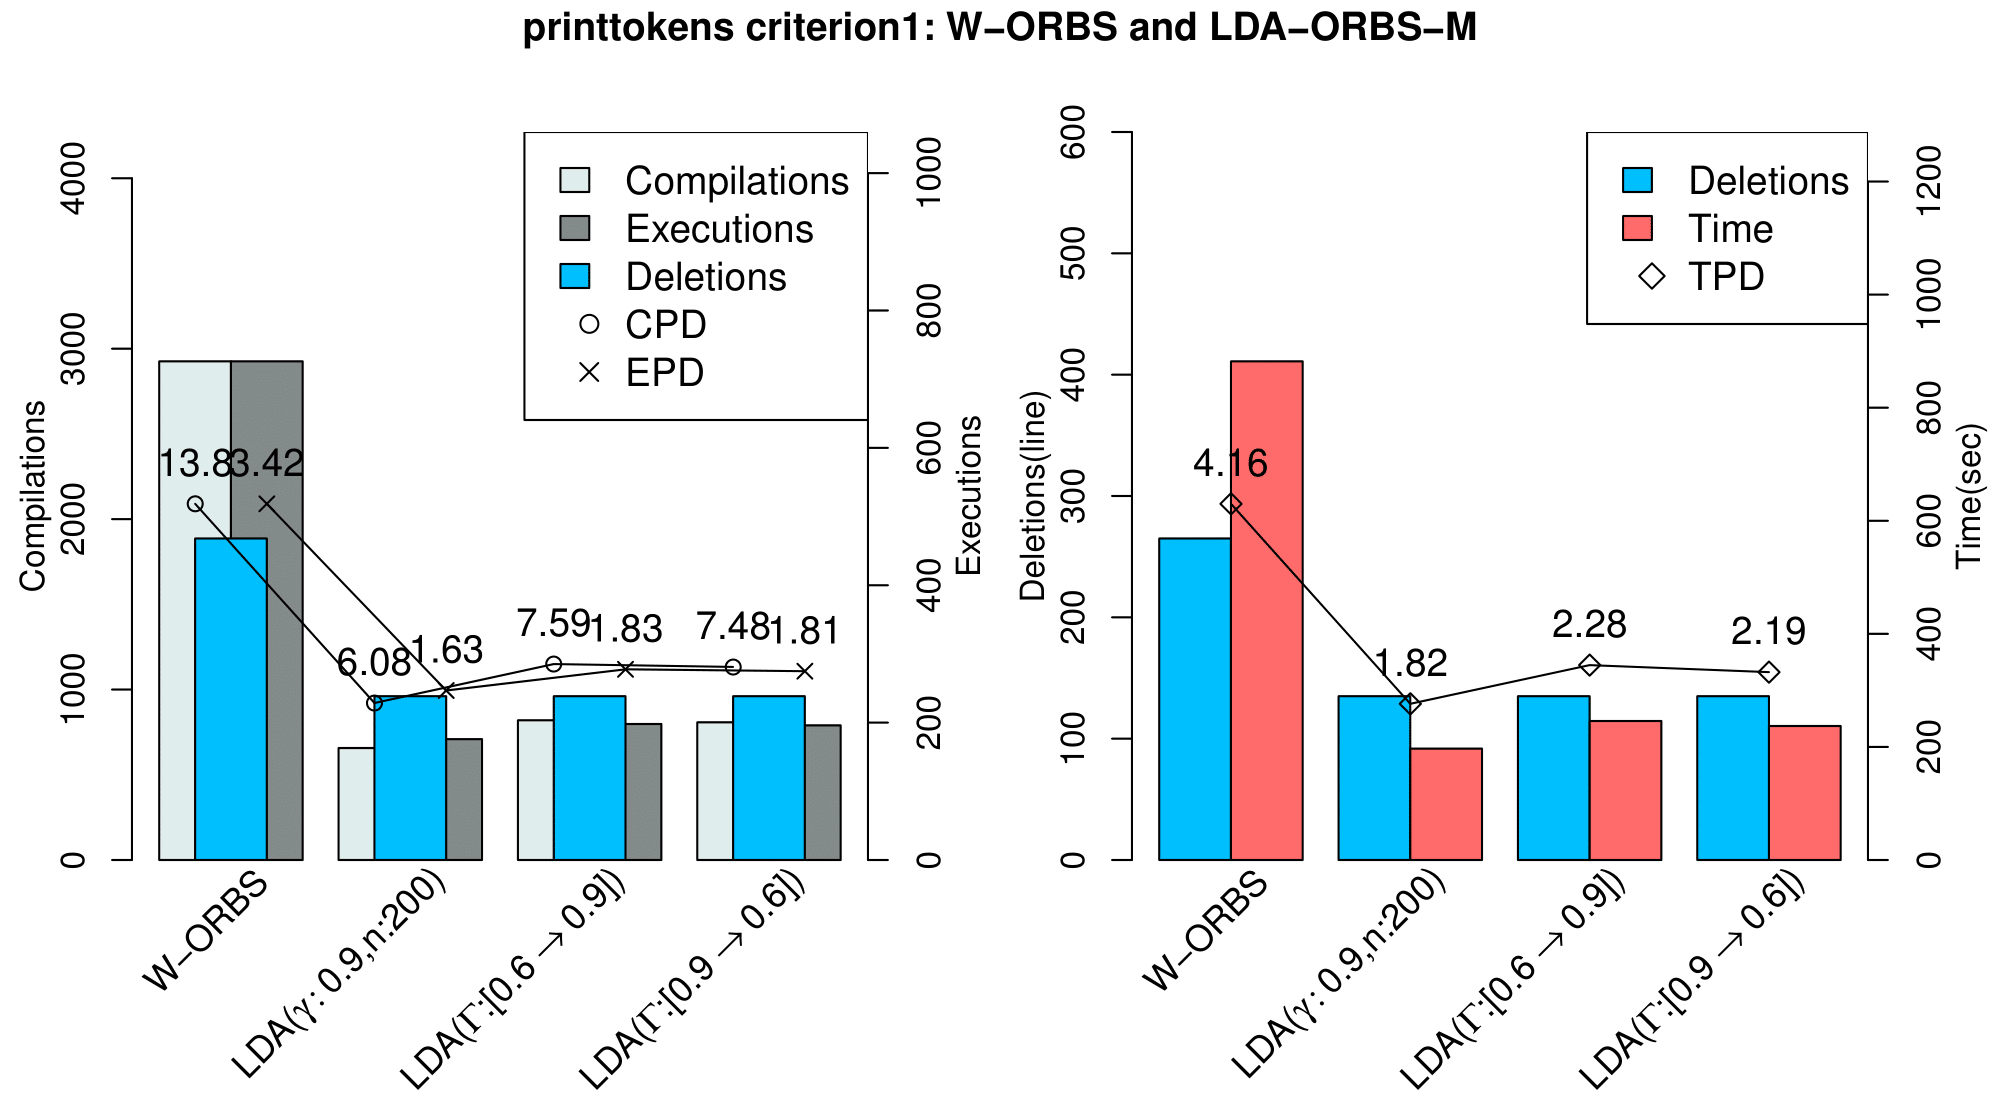 printtokens criterion1: W−ORBS and LDA−ORBS−M
Compilations
0
1000
2000
3000
4000
Compilations
Executions
Deletions
CPD
EPD
3.42
6.08
1.63
7.59
1.83
7.48
1.81
0
200
400
600
800
1000
Executions
W−ORBS
LDA(γ: 0.9,n:200)
LDA(Γ:[0.6 → 0.9])
LDA(Γ:[0.9 → 0.6])
Deletions(line)
0
100
200
300
400
500
600
Deletions
Time
TPD
4.16
1.82
2.28
2.19
0
200
400
600
800
1000
1200
Time(sec)
W−ORBS
LDA(γ: 0.9,n:200)
LDA(Γ:[0.6 → 0.9])
LDA(Γ:[0.9 → 0.6])